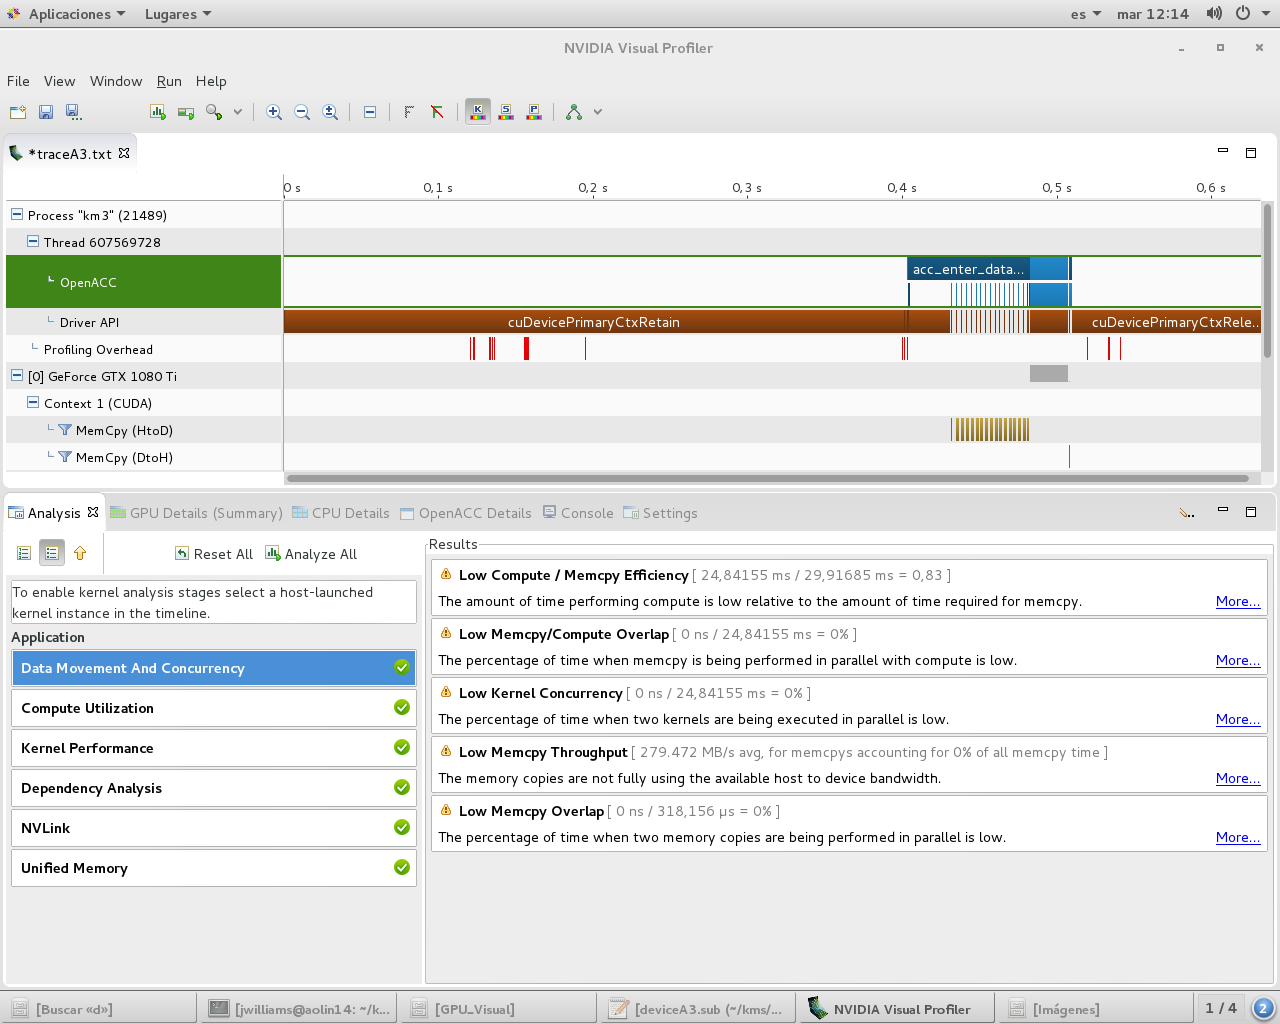 Aplicaciones Lugares es mar 12:14
NVIDIA Visual Profiler
File View Window Run Help
K S P
*traceA3.txt
0 s 0,1 s 0,2 s 0,3 s 0,4 s 0,5 s 0,6 s
Process "km3" (21489)
Thread 607569728
OpenACC acc_enter_data...
Driver API cuDevicePrimaryCtxRetain cuDevicePrimaryCtxRele...
Profiling Overhead
[0] GeForce GTX 1080 Ti
Context 1 (CUDA)
MemCpy (HtoD)
MemCpy (DtoH)
Analysis GPU Details (Summary) CPU Details OpenACC Details Console Settings
Reset All Analyze All
To enable kernel analysis stages select a host-launched
kernel instance in the timeline.
Application
Data Movement And Concurrency
Compute Utilization
Kernel Performance
Dependency Analysis
NVLink
Unified Memory
Results
Low Compute / Memcpy Efficiency [ 24,84155 ms / 29,91685 ms = 0,83 ]
The amount of time performing compute is low relative to the amount of time required for memcpy. More...
Low Memcpy/Compute Overlap [ 0 ns / 24,84155 ms = 0% ]
The percentage of time when memcpy is being performed in parallel with compute is low. More...
Low Kernel Concurrency [ 0 ns / 24,84155 ms = 0% ]
The percentage of time when two kernels are being executed in parallel is low. More...
Low Memcpy Throughput [ 279.472 MB/s avg, for memcpys accounting for 0% of all memcpy time ]
The memory copies are not fully using the available host to device bandwidth. More...
Low Memcpy Overlap [ 0 ns / 318,156 µs = 0% ]
The percentage of time when two memory copies are being performed in parallel is low. More...
[Buscar «d»] [jwilliams@aolin14: ~/k... [GPU_Visual] [deviceA3.sub (~/kms/... NVIDIA Visual Profiler [Imágenes] 1 / 4 2